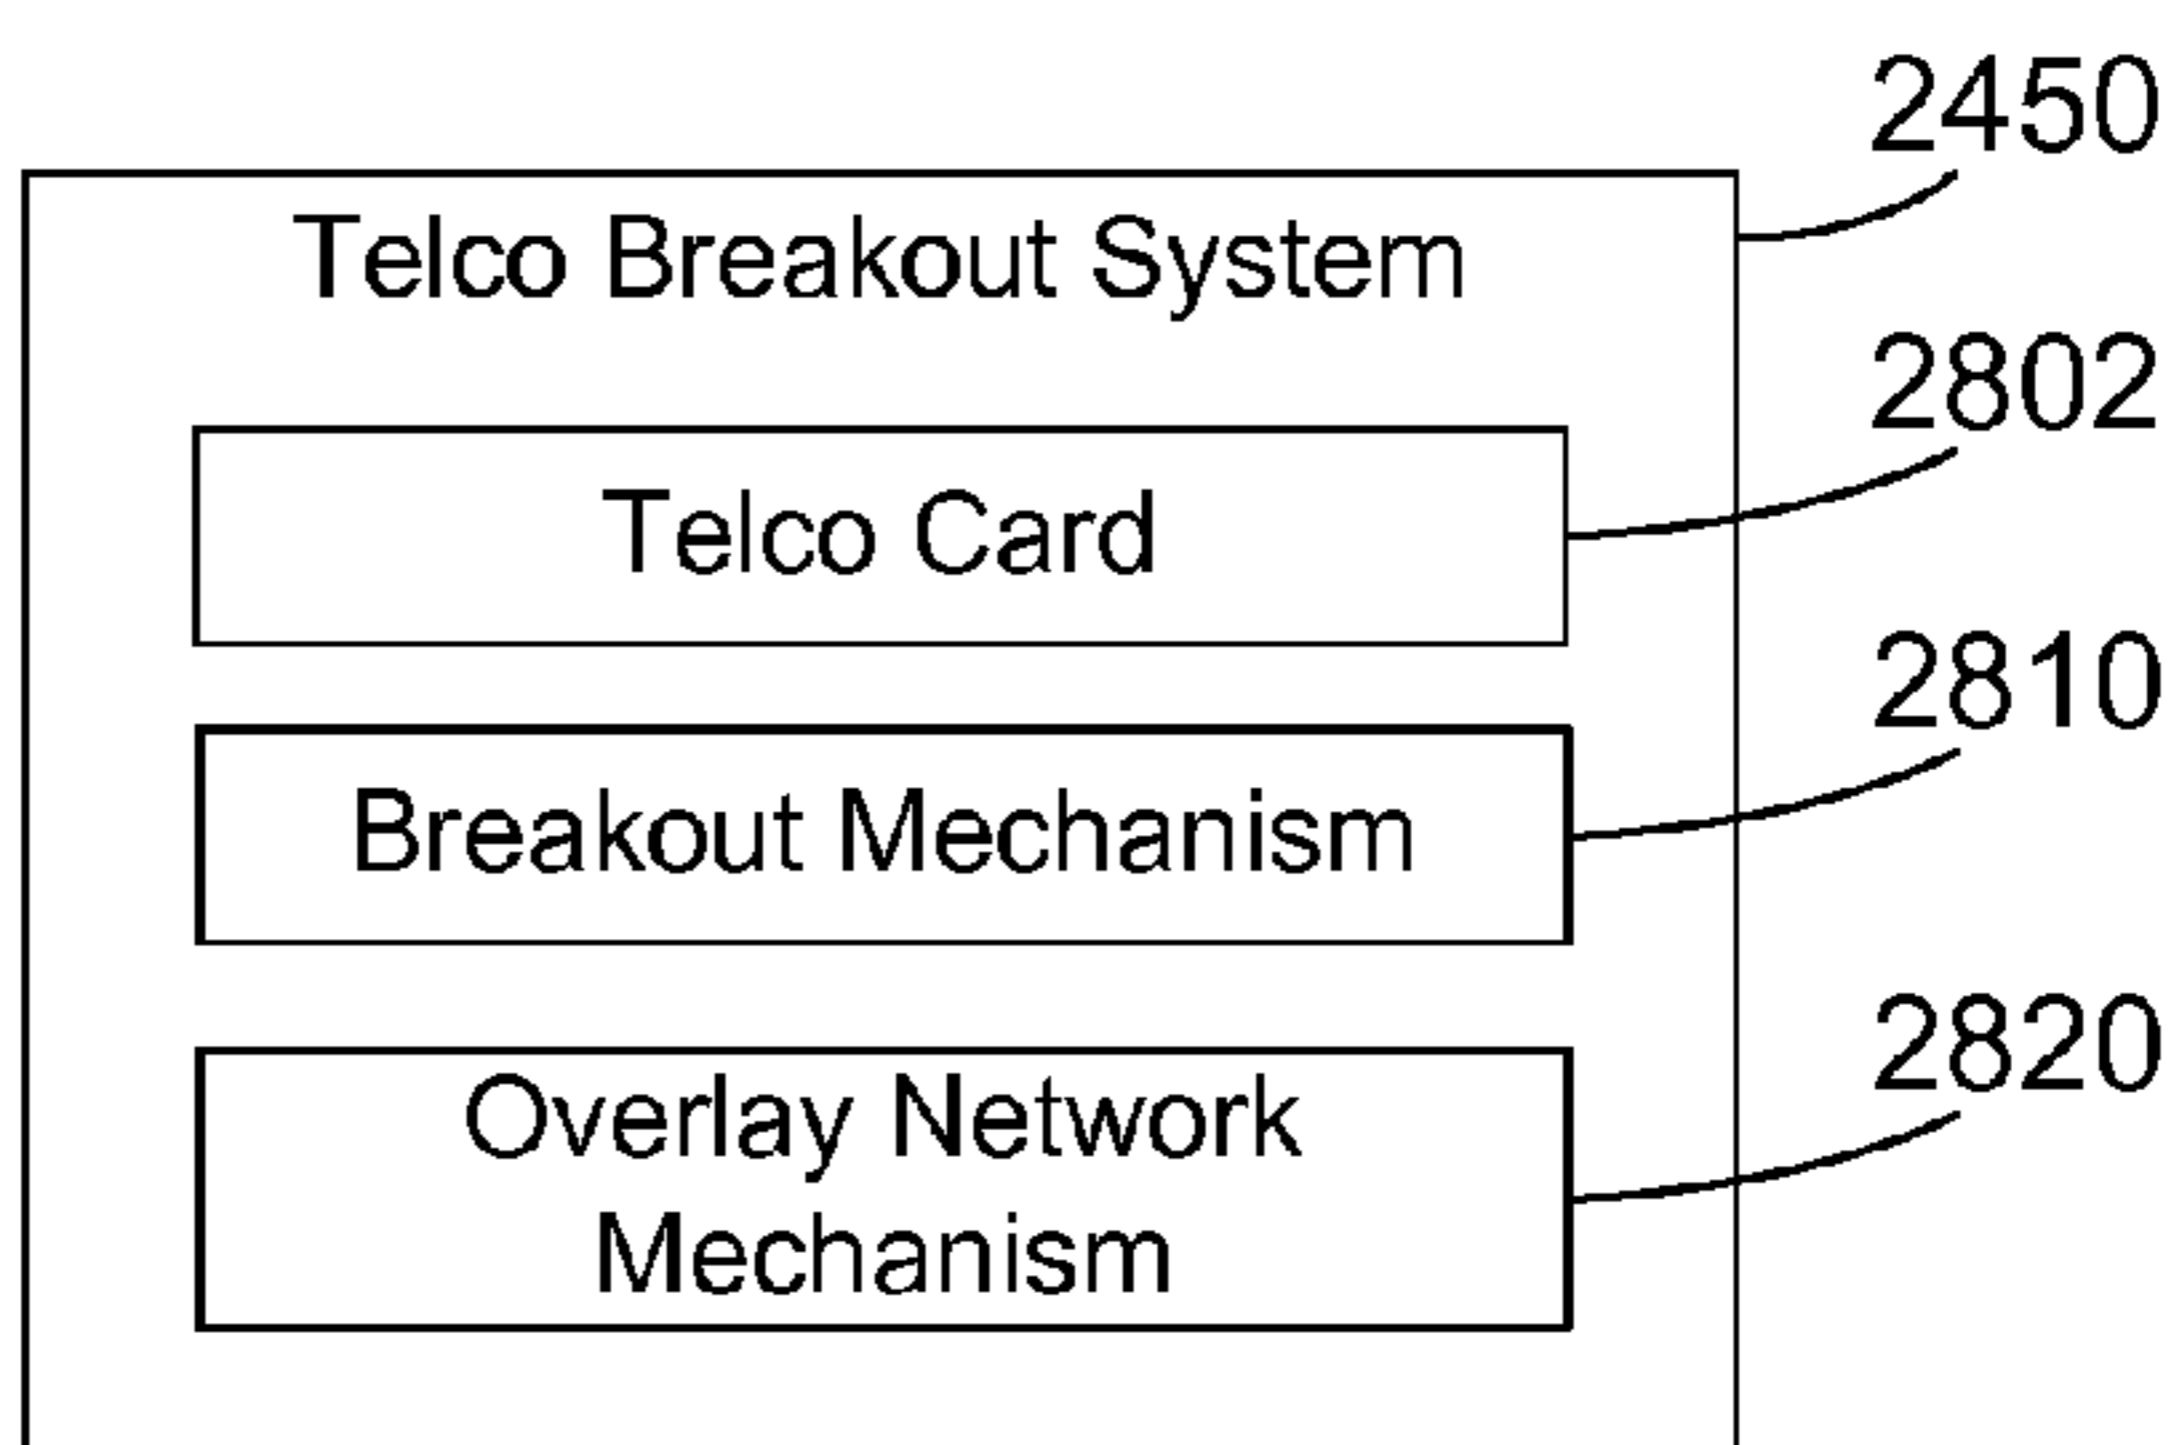 2450
Telco Breakout System
2802
Telco Card
2810
Breakout Mechanism
2820
Overlay Network
Mechanism